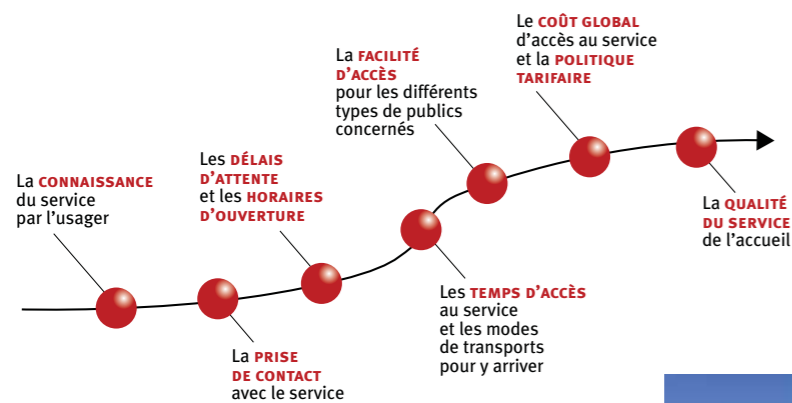 La CONNAISSANCE
du service
par l'usager
La PRISE
DE CONTACT
avec le service
Les DÉLAIS
D'ATTENTE
et les HORAIRES
D'OUVERTURE
Les TEMPS D'ACCÈS
au service
et les modes
de transports
pour y arriver
La FACILITÉ
D'ACCÈS
pour les différents
types de publics
concernés
Le COÛT GLOBAL
d'accès au service
et la POLITIQUE
TARIFAIRE
La QUALITÉ
DU SERVICE
de l'accueil